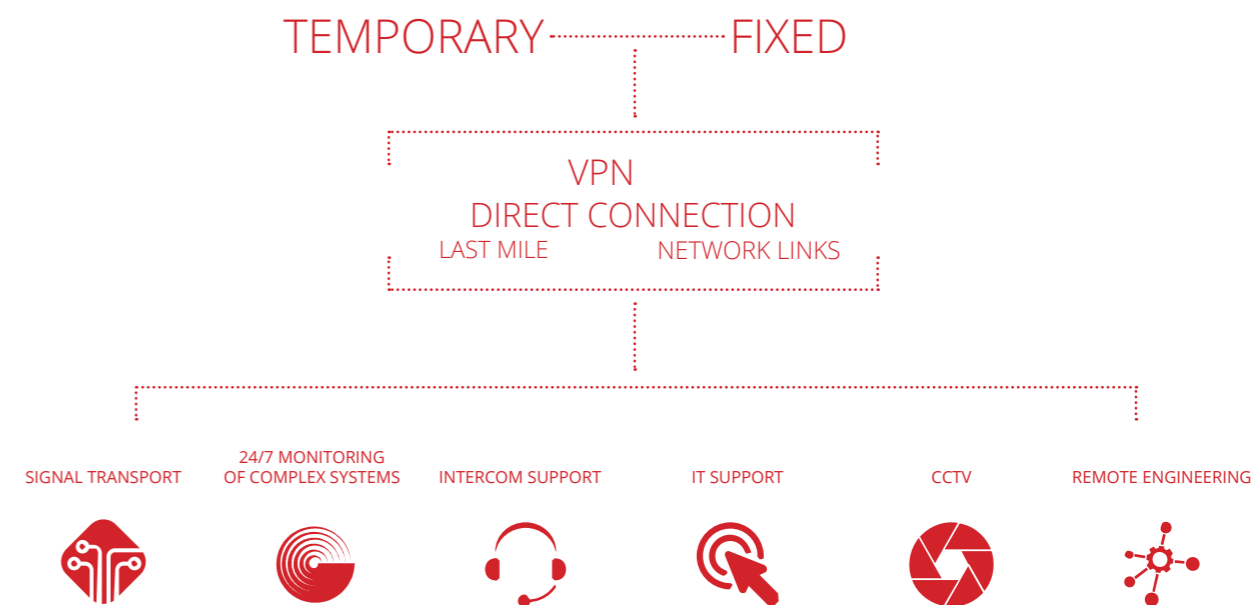 TEMPORARY FIXED
VPN
DIRECT CONNECTION
LAST MILE NETWORK LINKS
SIGNAL TRANSPORT
24/7 MONITORING
OF COMPLEX SYSTEMS
INTERCOM SUPPORT
IT SUPPORT
CCTV
REMOTE ENGINEERING